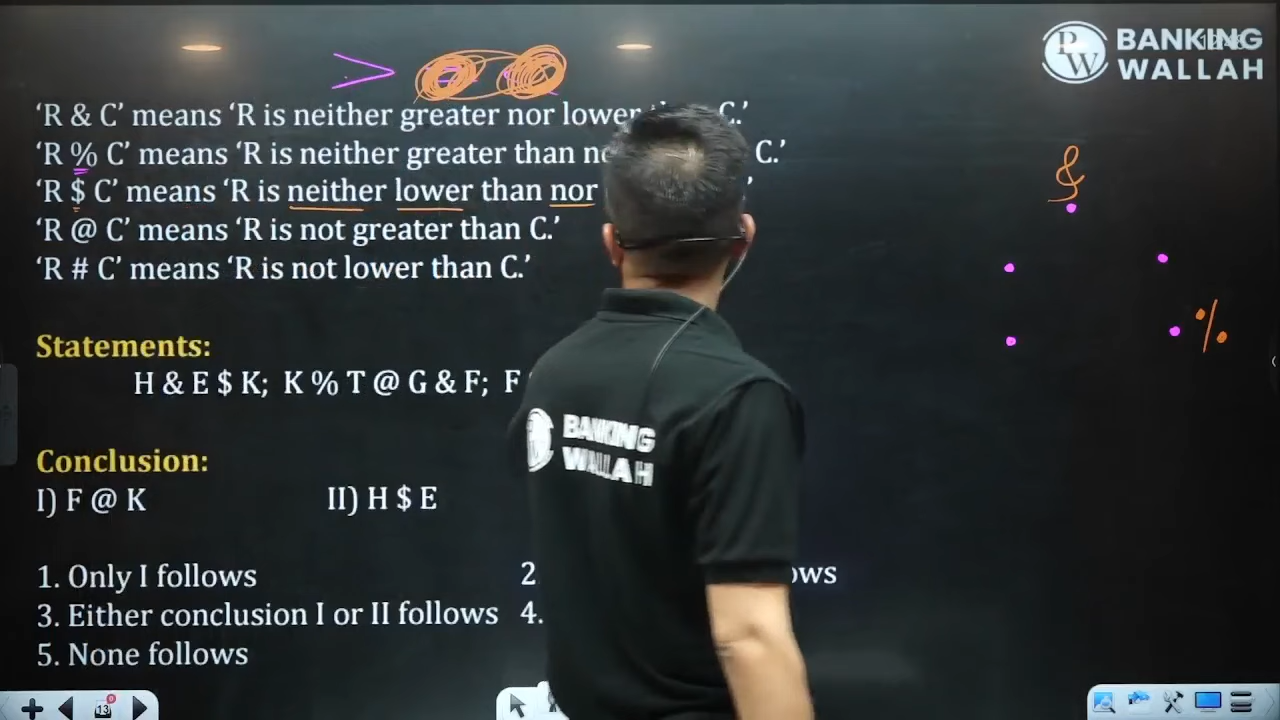 BANKING
WALLAH
PW
‘R & C’ means ‘R is neither greater nor lower C.’
‘R % C’ means ‘R is neither greater than C.’
‘R $ C’ means ‘R is neither lower than nor
‘R @ C’ means ‘R is not greater than C.’
‘R # C’ means ‘R is not lower than C.’
&
%
Statements:
H & E $ K; K % T @ G & F; F
BANKING
WALLAH
Conclusion:
I) F @ K II) H $ E
1. Only I follows 2.
3. Either conclusion I or II follows 4.
5. None follows
13